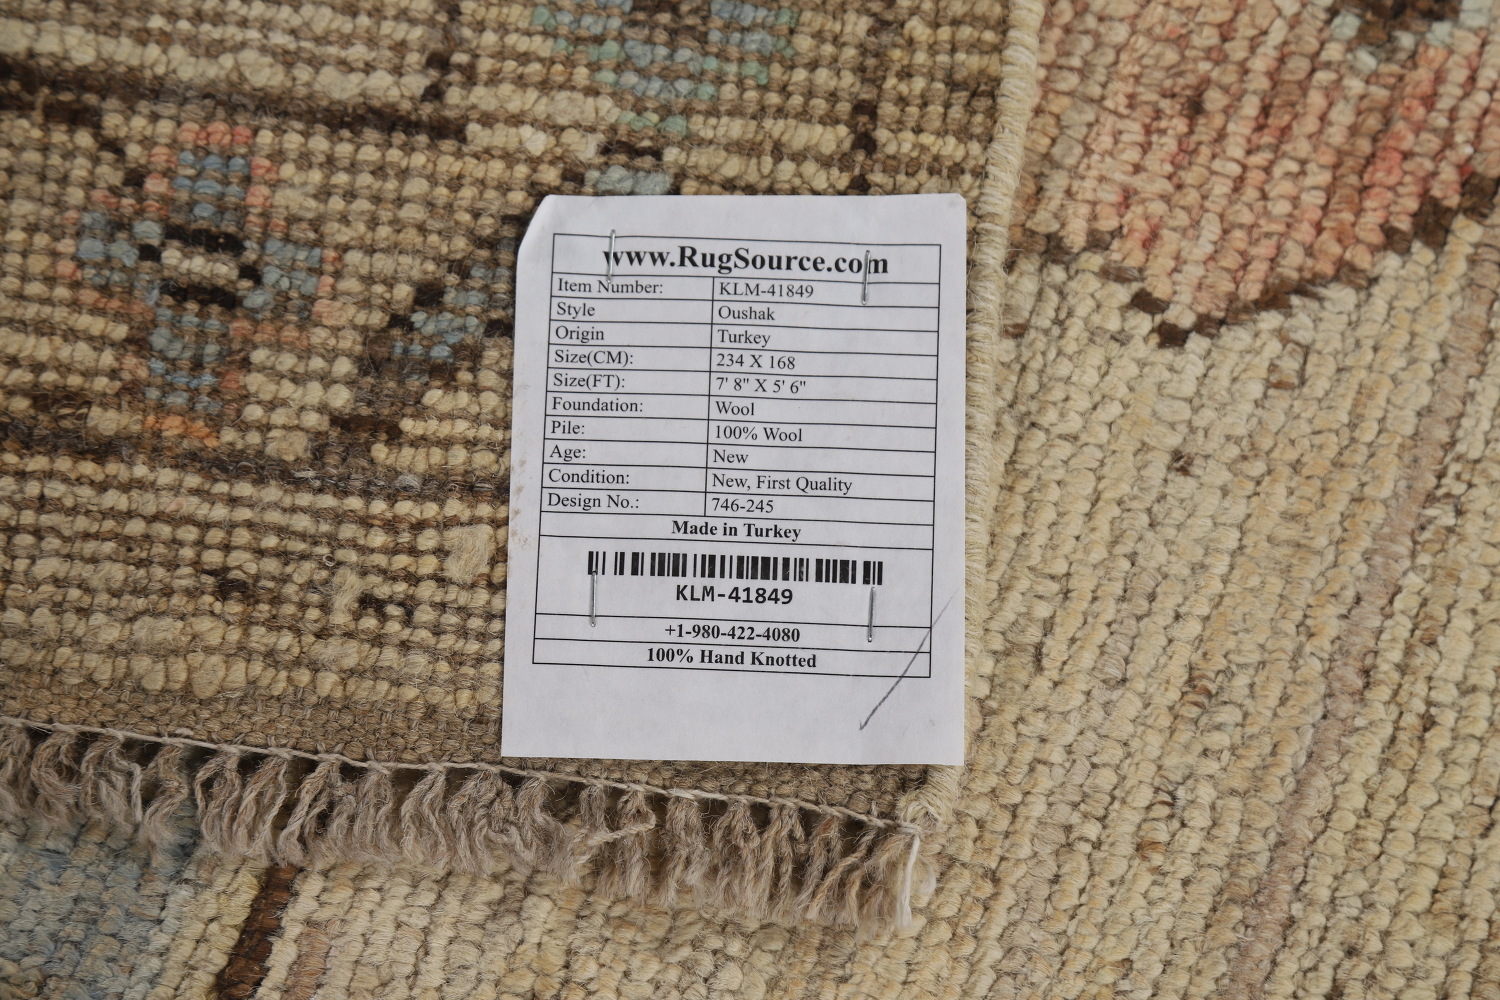 www.RugSource.com
Item Number: KLM-41849
Style Oushak
Origin Turkey
Size(CM): 234 X 168
Size(FT): 7' 8" X 5' 6"
Foundation: Wool
Pile: 100% Wool
Age: New
Condition: New, First Quality
Design No.: 746-245
Made in Turkey
KLM-41849
+1-980-422-4080
100% Hand Knotted